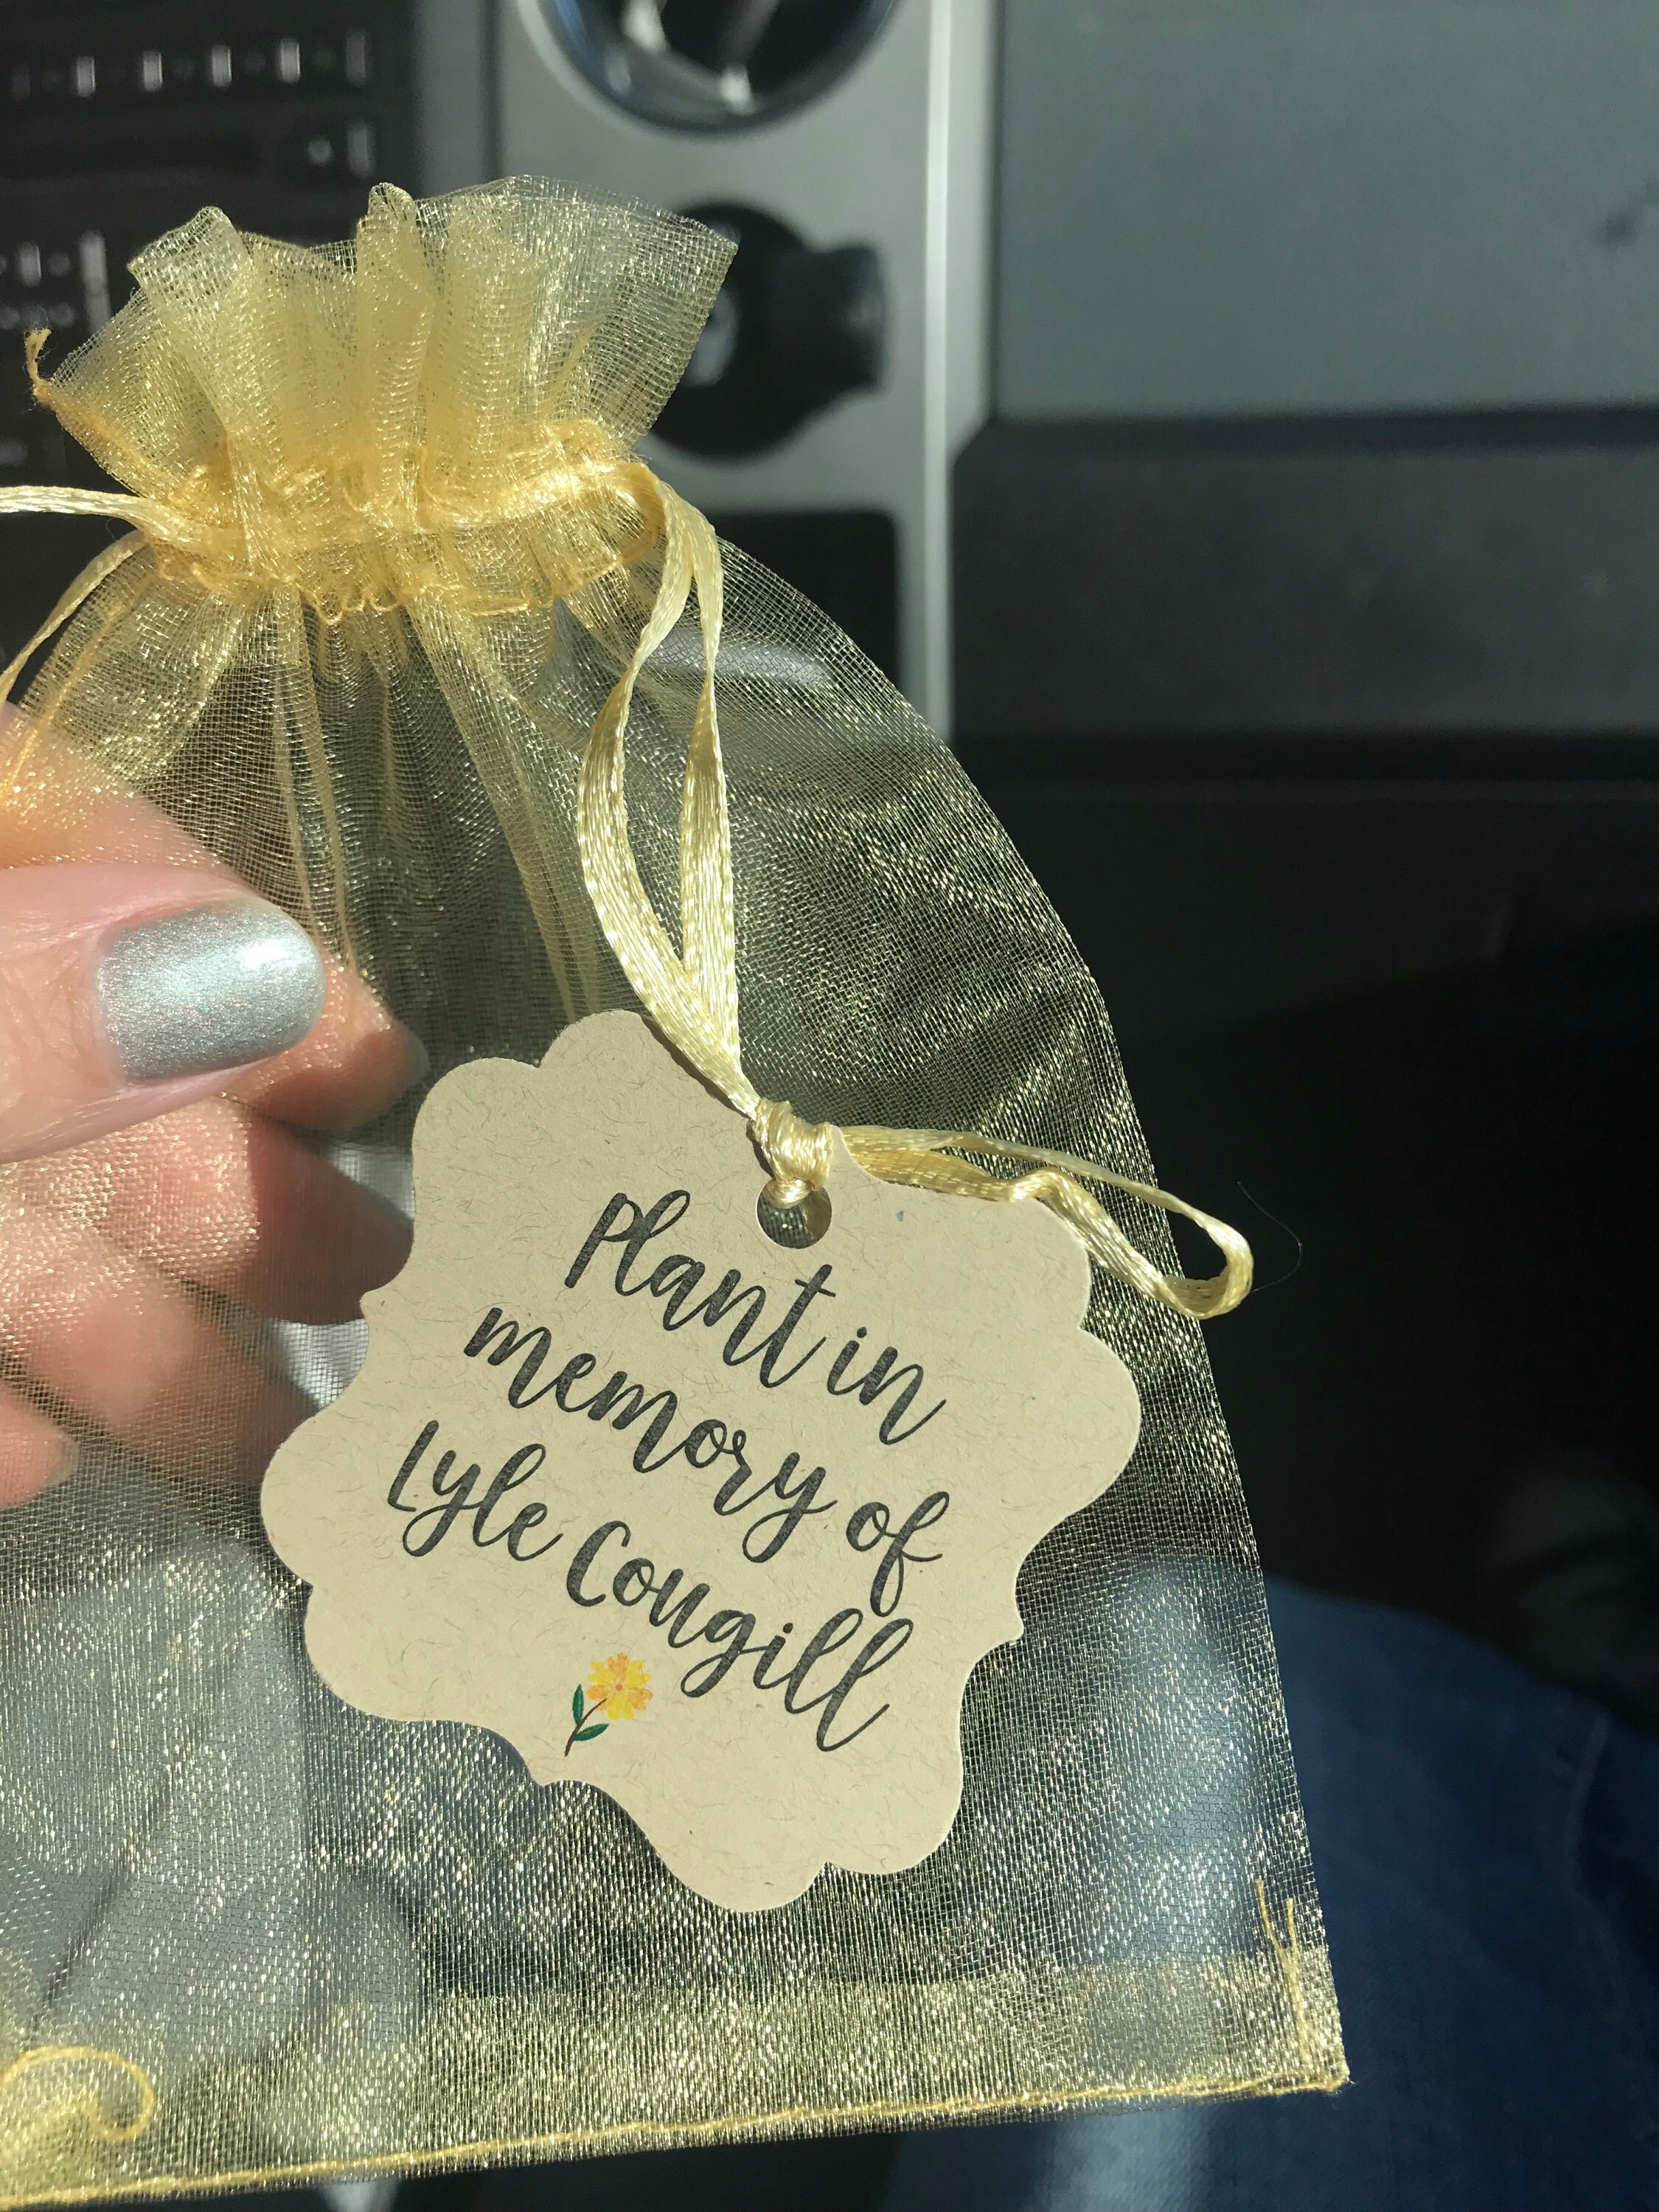 Plant in
memory of
Lyle Cougill